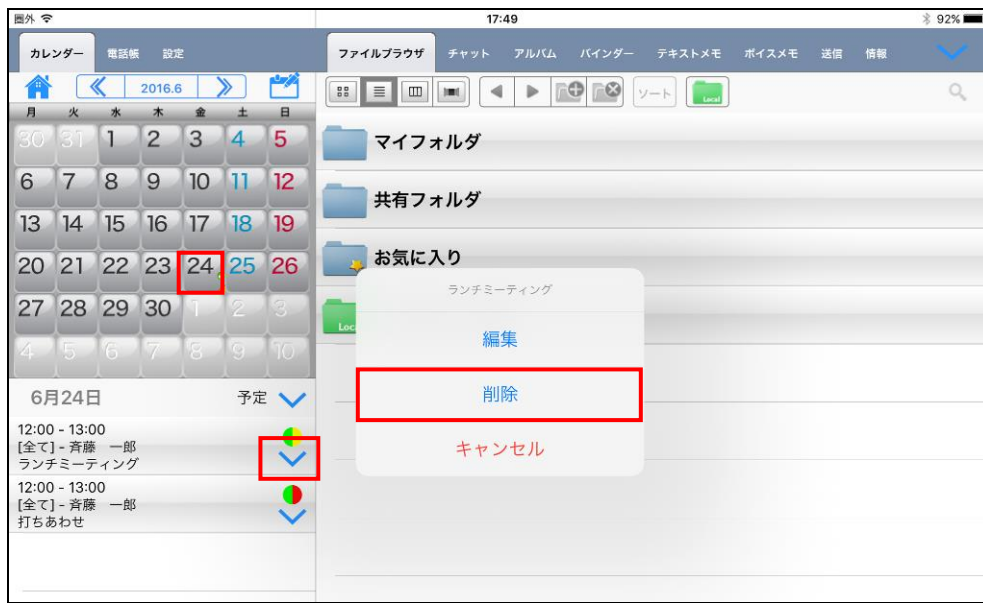 圏外 17:49 92%
カレンダー 電話帳 設定
ファイルブラウザ チャット アルバム バインダー テキストメモ ボイスメモ 送信 情報
2016.6
月 火 水 木 金 土 日
30 31 1 2 3 4 5
6 7 8 9 10 11 12
13 14 15 16 17 18 19
20 21 22 23 24 25 26
27 28 29 30 1 2 3
4 5 6 7 8 9 10
6月24日 予定
12:00 - 13:00
[全て] - 斉藤 一郎
ランチミーティング
12:00 - 13:00
[全て] - 斉藤 一郎
打ちあわせ
ソート Local
マイフォルダ
共有フォルダ
お気に入り
ランチミーティング
編集
削除
キャンセル